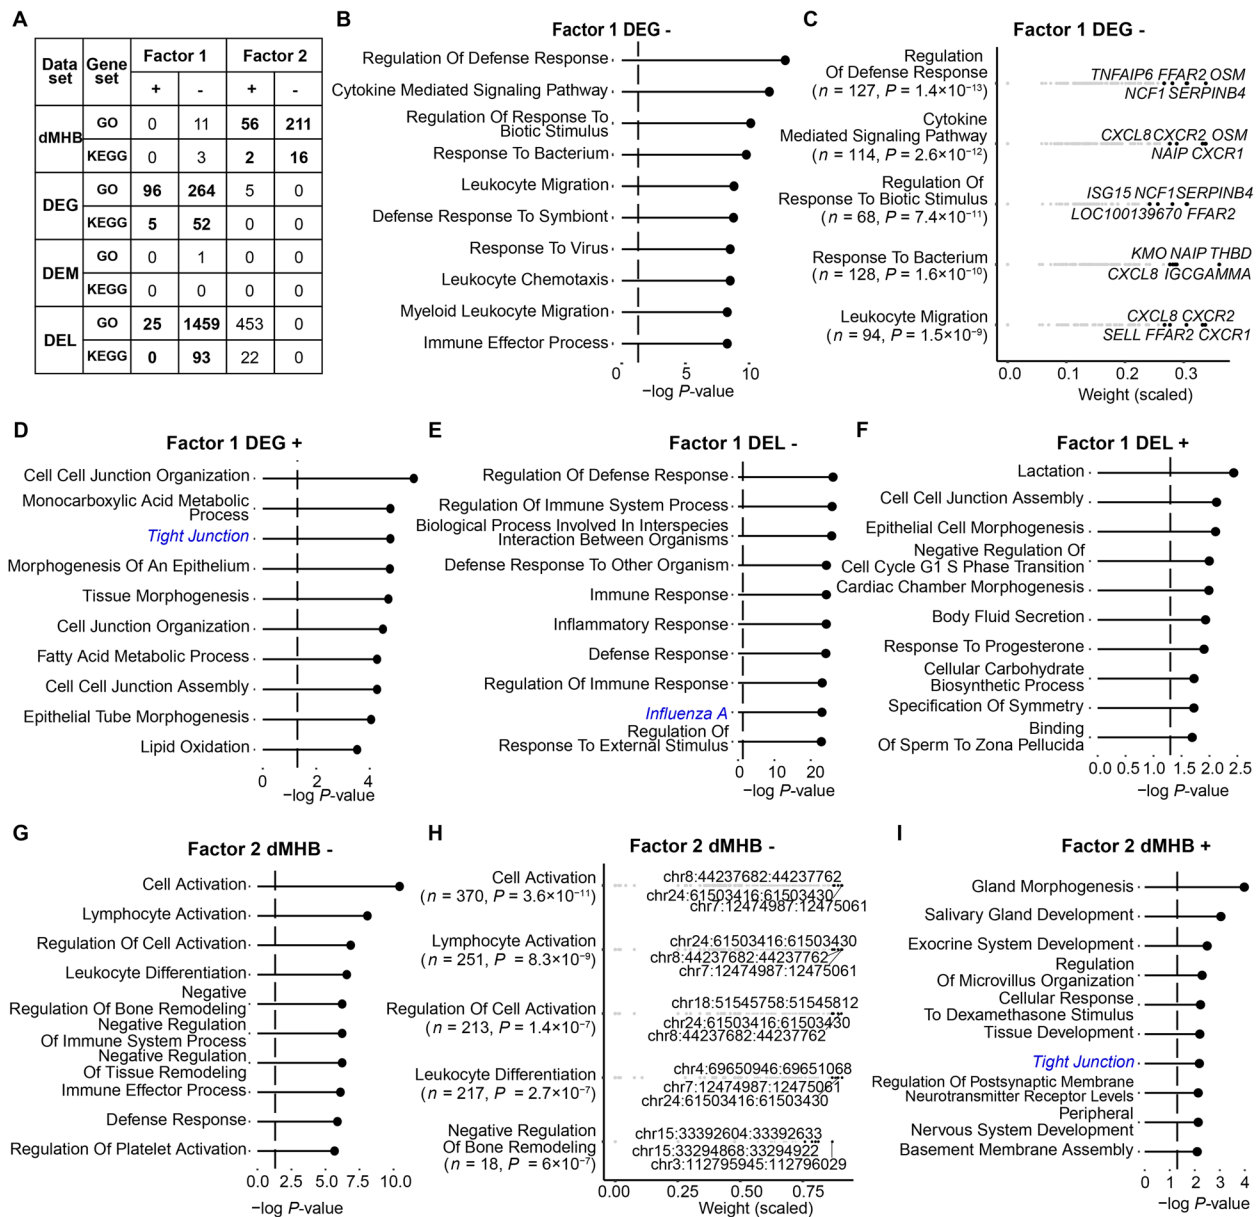 A
Data set
Gene set
Factor 1
Factor 2
+ - + -
dMHB
GO 0 11 56 211
KEGG 0 3 2 16
DEG
GO 96 264 5 0
KEGG 5 52 0 0
DEM
GO 0 1 0 0
KEGG 0 0 0 0
DEL
GO 25 1459 453 0
KEGG 0 93 22 0
B
Factor 1 DEG -
Regulation Of Defense Response
Cytokine Mediated Signaling Pathway
Regulation Of Response To
Biotic Stimulus
Response To Bacterium
Leukocyte Migration
Defense Response To Symbiont
Response To Virus
Leukocyte Chemotaxis
Myeloid Leukocyte Migration
Immune Effector Process
0 5 10
−log P-value
C
Factor 1 DEG -
Regulation
Of Defense Response
(n = 127, P = 1.4×10⁻¹³)
TNFAIP6 FFAR2 OSM
NCF1 SERPINB4
Cytokine
Mediated Signaling Pathway
(n = 114, P = 2.6×10⁻¹²)
CXCL8 CXCR2 OSM
NAIP CXCR1
Regulation Of
Response To Biotic Stimulus
(n = 68, P = 7.4×10⁻¹¹)
ISG15 NCF1 SERPINB4
LOC100139670 FFAR2
Response To Bacterium
(n = 128, P = 1.6×10⁻¹⁰)
KMO NAIP THBD
CXCL8 IGCGAMMA
Leukocyte Migration
(n = 94, P = 1.5×10⁻⁹)
CXCL8 CXCR2
SELL FFAR2 CXCR1
0.0 0.1 0.2 0.3
Weight (scaled)
D
Factor 1 DEG +
Cell Cell Junction Organization
Monocarboxylic Acid Metabolic
Process
Tight Junction
Morphogenesis Of An Epithelium
Tissue Morphogenesis
Cell Junction Organization
Fatty Acid Metabolic Process
Cell Cell Junction Assembly
Epithelial Tube Morphogenesis
Lipid Oxidation
0 2 4
−log P-value
E
Factor 1 DEL -
Regulation Of Defense Response
Regulation Of Immune System Process
Biological Process Involved In Interspecies
Interaction Between Organisms
Defense Response To Other Organism
Immune Response
Inflammatory Response
Defense Response
Regulation Of Immune Response
Influenza A
Regulation Of
Response To External Stimulus
0 10 20
−log P-value
F
Factor 1 DEL +
Lactation
Cell Cell Junction Assembly
Epithelial Cell Morphogenesis
Negative Regulation Of
Cell Cycle G1 S Phase Transition
Cardiac Chamber Morphogenesis
Body Fluid Secretion
Response To Progesterone
Cellular Carbohydrate
Biosynthetic Process
Specification Of Symmetry
Binding
Of Sperm To Zona Pellucida
0.0 0.5 1.0 1.5 2.0 2.5
−log P-value
G
Factor 2 dMHB -
Cell Activation
Lymphocyte Activation
Regulation Of Cell Activation
Leukocyte Differentiation
Negative
Regulation Of Bone Remodeling
Negative Regulation
Of Immune System Process
Negative Regulation
Of Tissue Remodeling
Immune Effector Process
Defense Response
Regulation Of Platelet Activation
0.0 2.5 5.0 7.5 10.0
−log P-value
H
Factor 2 dMHB -
Cell Activation
(n = 370, P = 3.6×10⁻¹¹)
chr8:44237682:44237762
chr24:61503416:61503430
chr7:12474987:12475061
Lymphocyte Activation
(n = 251, P = 8.3×10⁻⁹)
chr24:61503416:61503430
chr8:44237682:44237762
chr7:12474987:12475061
Regulation Of Cell Activation
(n = 213, P = 1.4×10⁻⁷)
chr18:51545758:51545812
chr24:61503416:61503430
chr8:44237682:44237762
Leukocyte Differentiation
(n = 217, P = 2.7×10⁻⁷)
chr4:69650946:69651068
chr7:12474987:12475061
chr24:61503416:61503430
Negative Regulation
Of Bone Remodeling
(n = 18, P = 6×10⁻⁷)
chr15:33392604:33392633
chr15:33294868:33294922
chr3:112795945:112796029
0.00 0.25 0.50 0.75
Weight (scaled)
I
Factor 2 dMHB +
Gland Morphogenesis
Salivary Gland Development
Exocrine System Development
Regulation
Of Microvillus Organization
Cellular Response
To Dexamethasone Stimulus
Tissue Development
Tight Junction
Regulation Of Postsynaptic Membrane
Neurotransmitter Receptor Levels
Peripheral
Nervous System Development
Basement Membrane Assembly
0 1 2 3 4
−log P-value